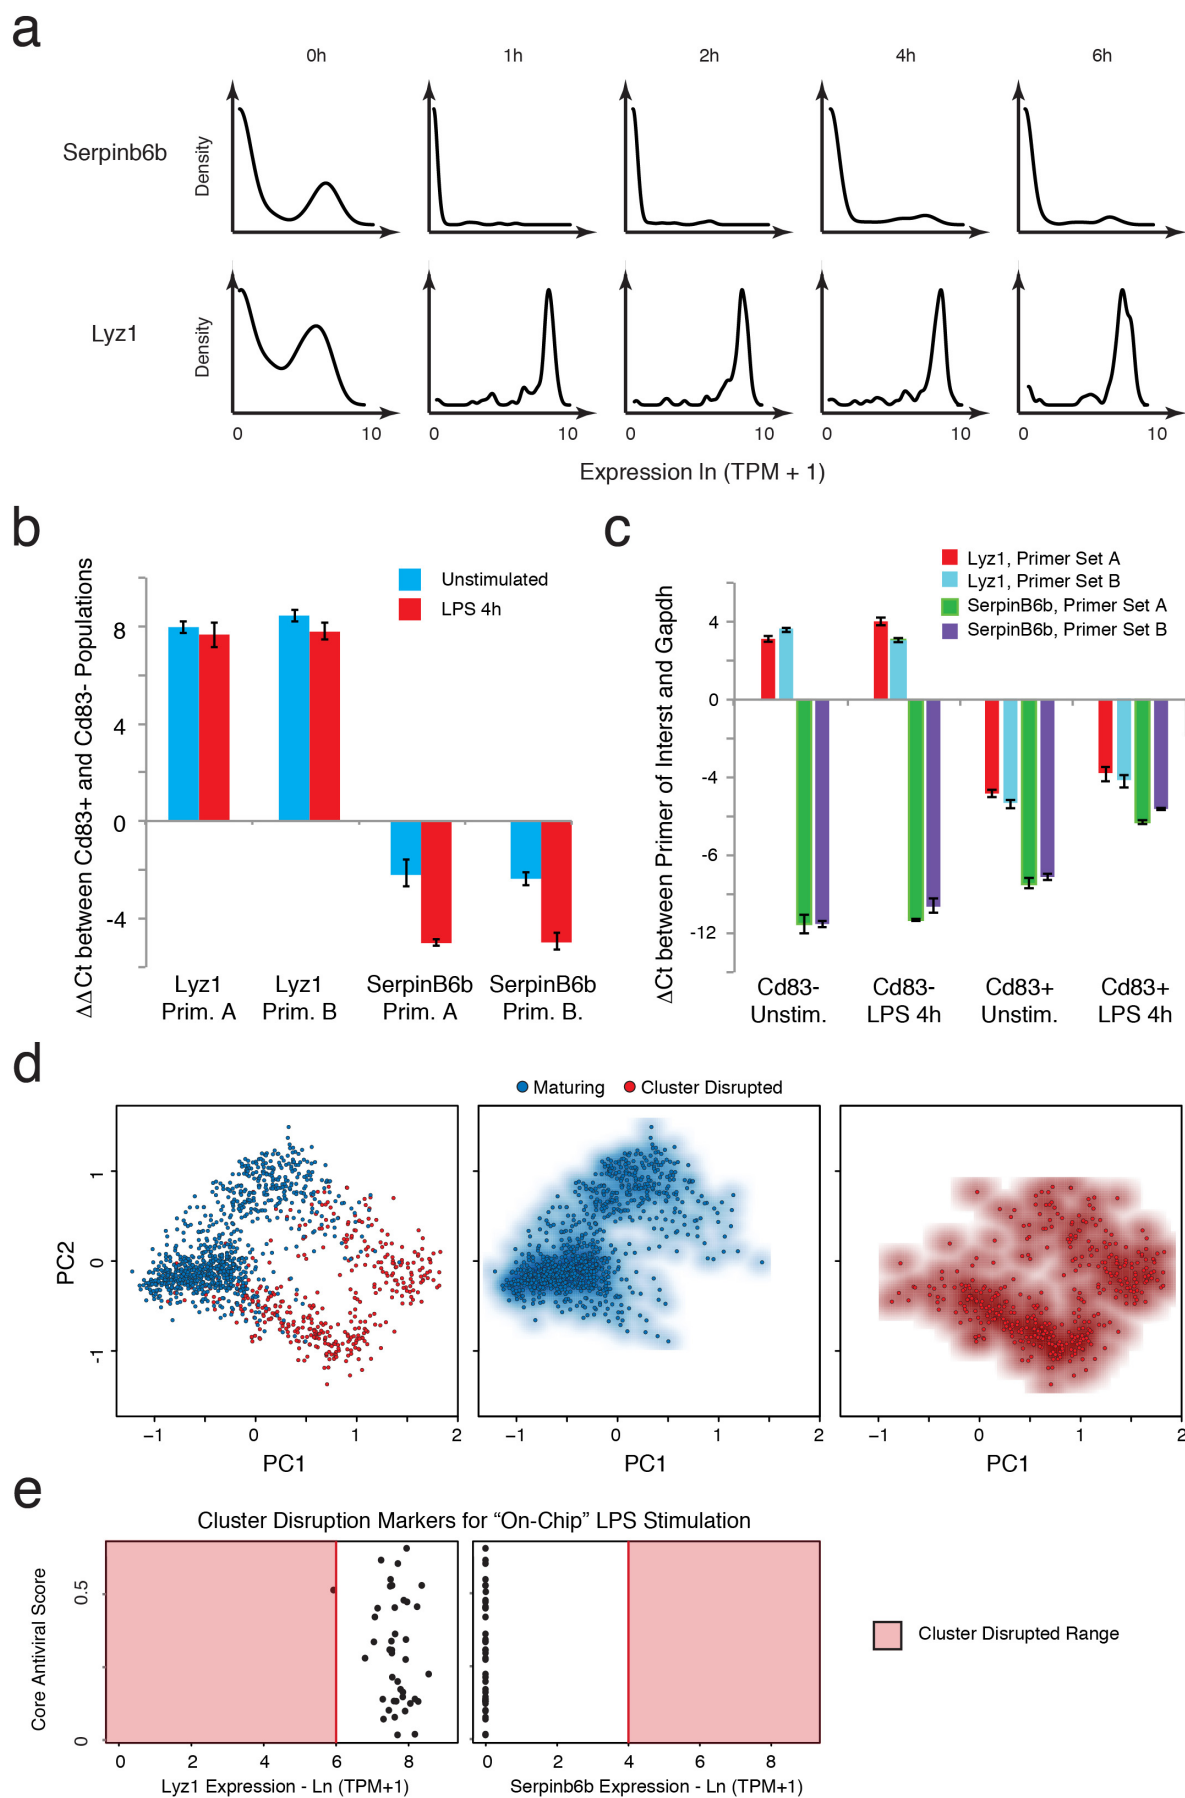 a
0h 1h 2h 4h 6h
Serpinb6b
Density
Lyz1
Density
0 10 0 10 0 10 0 10 0 10
Expression ln (TPM + 1)
b
ΔΔCt between Cd83+ and Cd83- Populations
Unstimulated
LPS 4h
8
4
0
-4
Lyz1 Prim. A
Lyz1 Prim. B
SerpinB6b Prim. A
SerpinB6b Prim. B.
c
ΔCt between Primer of Interst and Gapdh
Lyz1, Primer Set A
Lyz1, Primer Set B
SerpinB6b, Primer Set A
SerpinB6b, Primer Set B
4
0
-4
-6
-12
Cd83- Unstim.
Cd83- LPS 4h
Cd83+ Unstim.
Cd83+ LPS 4h
d
Maturing Cluster Disrupted
PC2
1
0
-1
−1 0 1 2 −1 0 1 2 −1 0 1 2
PC1 PC1 PC1
e
Cluster Disruption Markers for “On-Chip” LPS Stimulation
Core Antiviral Score
0.5
0
0 2 4 6 8 0 2 4 6 8
Lyz1 Expression - Ln (TPM+1)
Serpinb6b Expression - Ln (TPM+1)
Cluster Disrupted Range